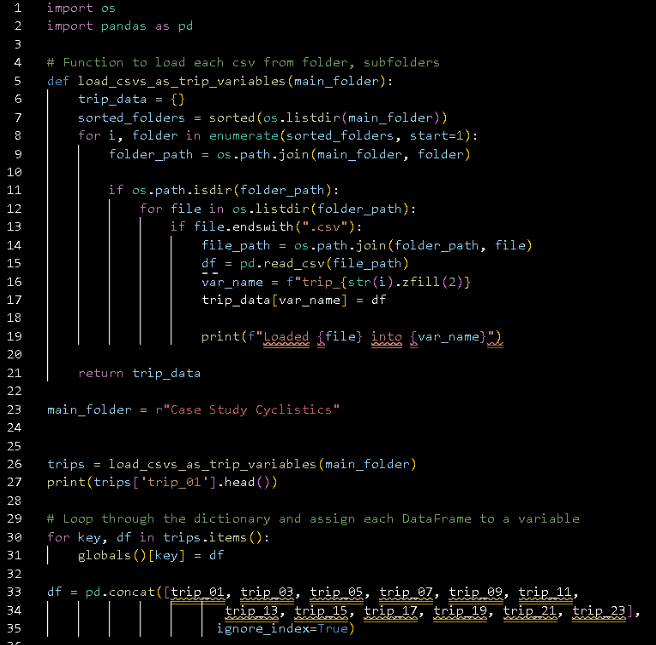 1 import os
2 import pandas as pd
3
4 # Function to load each csv from folder, subfolders
5 def load_csvs_as_trip_variables(main_folder):
6     trip_data = {}
7     sorted_folders = sorted(os.listdir(main_folder))
8     for i, folder in enumerate(sorted_folders, start=1):
9         folder_path = os.path.join(main_folder, folder)
10
11         if os.path.isdir(folder_path):
12             for file in os.listdir(folder_path):
13                 if file.endswith(".csv"):
14                     file_path = os.path.join(folder_path, file)
15                     df = pd.read_csv(file_path)
16                     var_name = f"trip_{str(i).zfill(2)}
17                     trip_data[var_name] = df
18
19                     print(f"Loaded {file} into {var_name}")
20
21     return trip_data
22
23 main_folder = r"Case Study Cyclistics"
24
25
26 trips = load_csvs_as_trip_variables(main_folder)
27 print(trips['trip_01'].head())
28
29 # Loop through the dictionary and assign each DataFrame to a variable
30 for key, df in trips.items():
31     globals()[key] = df
32
33 df = pd.concat([trip_01, trip_03, trip_05, trip_07, trip_09, trip_11,
34                        trip_13, trip_15, trip_17, trip_19, trip_21, trip_23],
35                       ignore_index=True)